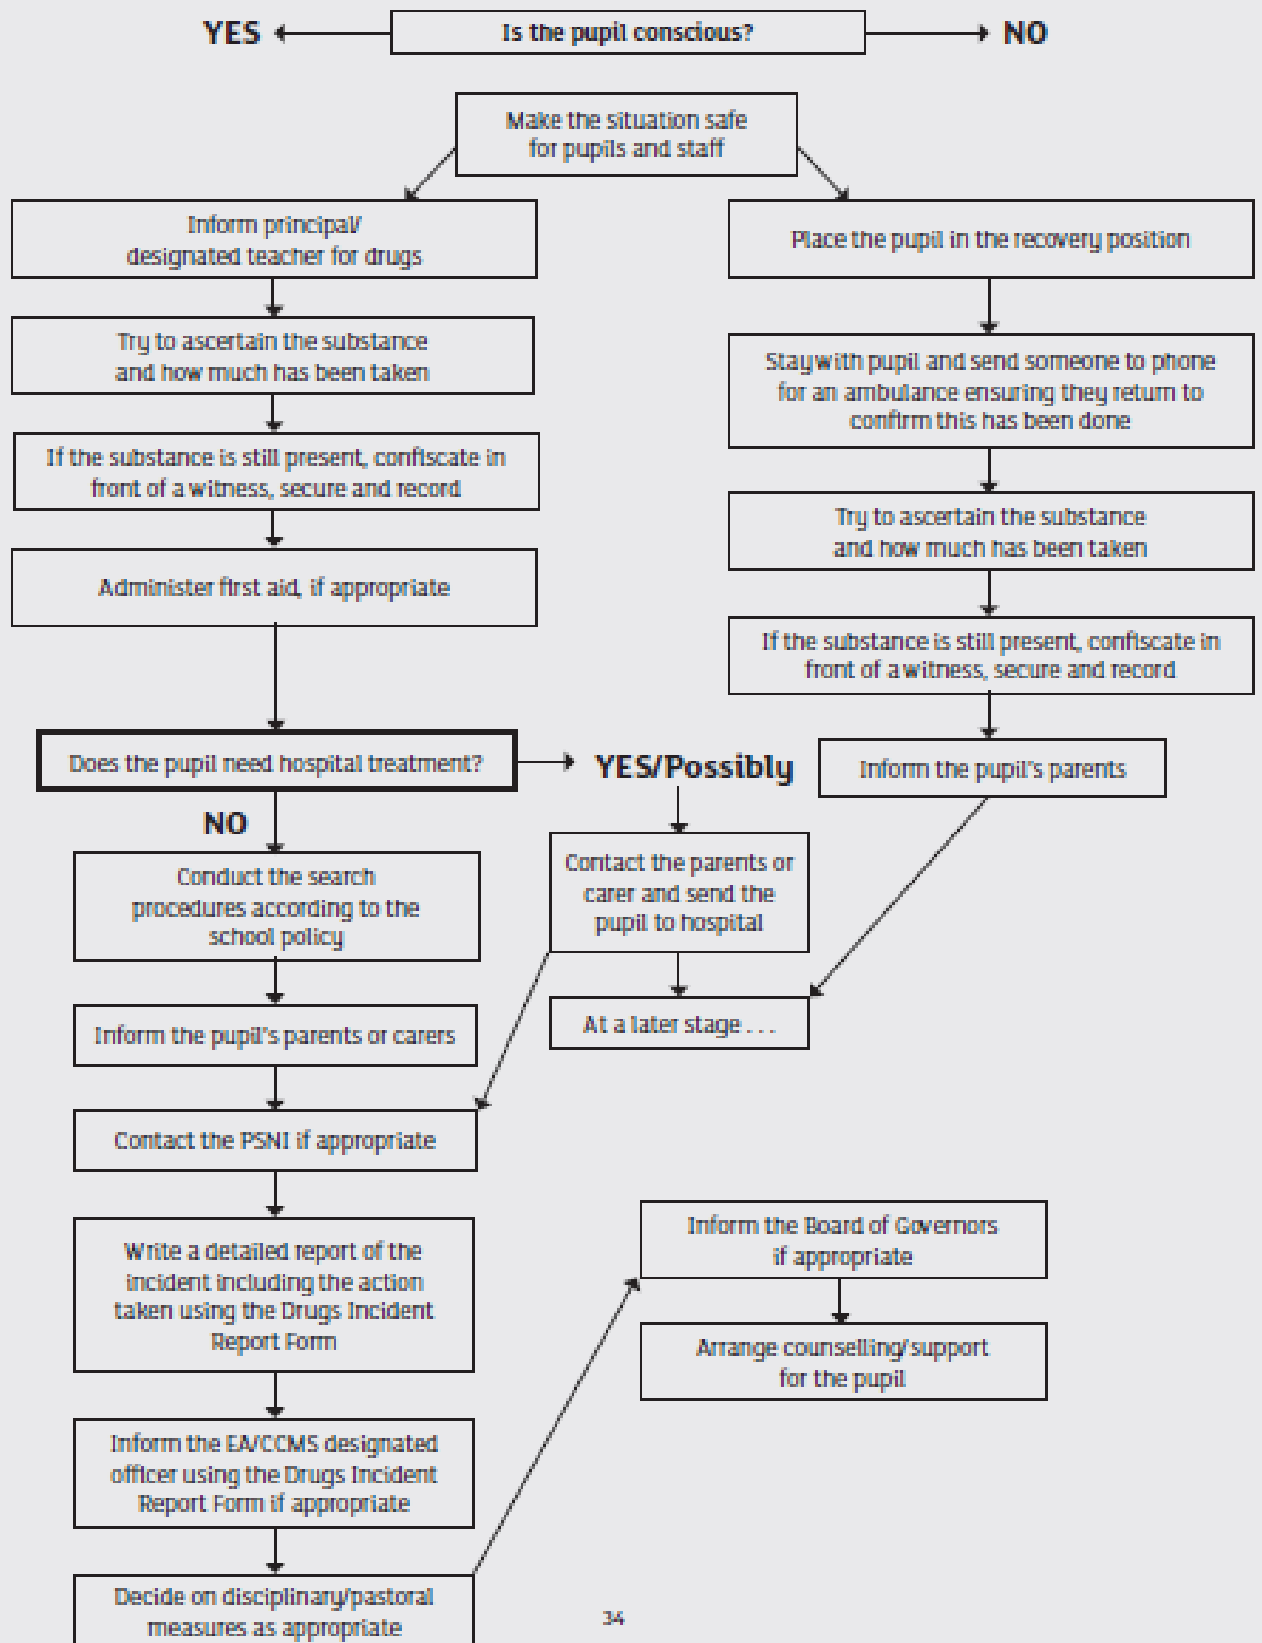 YES
Is the pupil conscious?
NO
Make the situation safe
for pupils and staff
Inform principal/
designated teacher for drugs
Try to ascertain the substance
and how much has been taken
If the substance is still present, confiscate in
front of a witness, secure and record
Administer first aid, if appropriate
Place the pupil in the recovery position
Stay with pupil and send someone to phone
for an ambulance ensuring they return to
confirm this has been done
Try to ascertain the substance
and how much has been taken
If the substance is still present, confiscate in
front of a witness, secure and record
Inform the pupil's parents
Does the pupil need hospital treatment?
YES/Possibly
NO
Contact the parents or
carer and send the
pupil to hospital
At a later stage . . .
Conduct the search
procedures according to the
school policy
Inform the pupil's parents or carers
Contact the PSNI if appropriate
Write a detailed report of the
incident including the action
taken using the Drugs Incident
Report Form
Inform the EA/CCMS designated
officer using the Drugs Incident
Report Form if appropriate
Decide on disciplinary/pastoral
measures as appropriate
Inform the Board of Governors
if appropriate
Arrange counselling/support
for the pupil
34